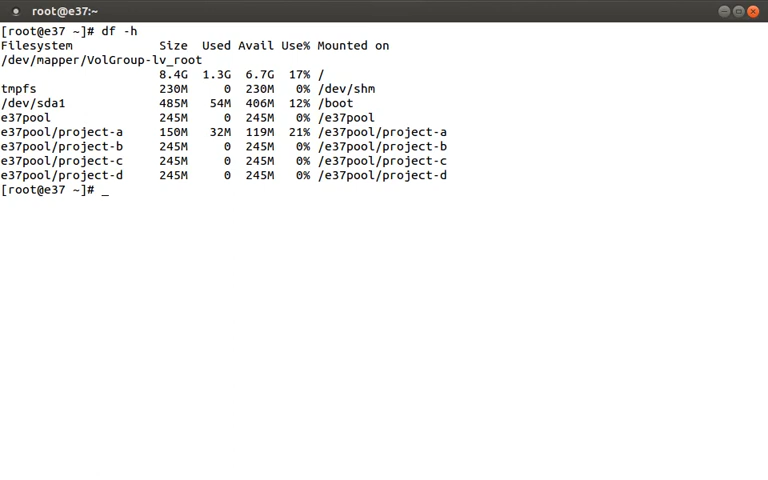 root@e37:~
[root@e37 ~]# df -h
Filesystem            Size  Used Avail Use% Mounted on
/dev/mapper/VolGroup-lv_root
                      8.4G  1.3G  6.7G  17% /
tmpfs                 230M     0  230M   0% /dev/shm
/dev/sda1             485M   54M  406M  12% /boot
e37pool               245M     0  245M   0% /e37pool
e37pool/project-a     150M   32M  119M  21% /e37pool/project-a
e37pool/project-b     245M     0  245M   0% /e37pool/project-b
e37pool/project-c     245M     0  245M   0% /e37pool/project-c
e37pool/project-d     245M     0  245M   0% /e37pool/project-d
[root@e37 ~]# _